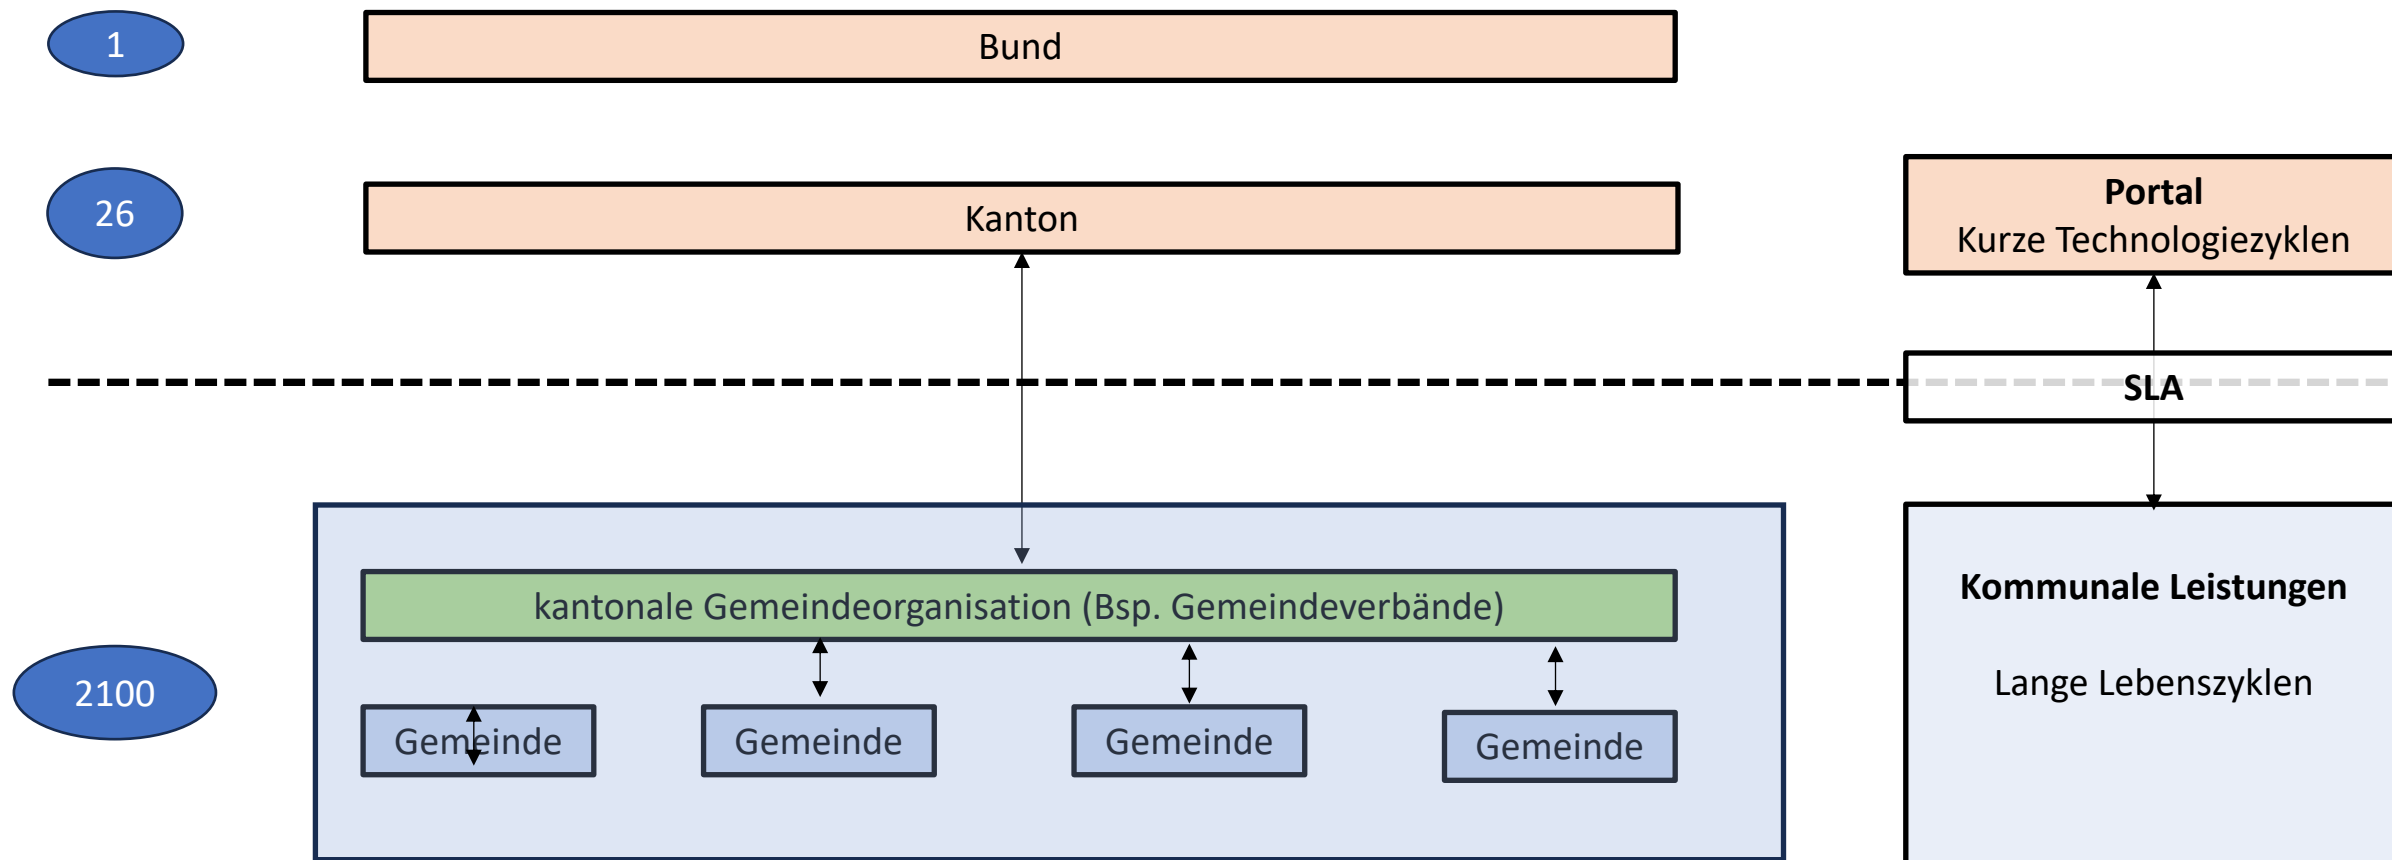 1
Bund
26
Kanton
Portal
Kurze Technologiezyklen
SLA
kantonale Gemeindeorganisation (Bsp. Gemeindeverbände)
Kommunale Leistungen
Lange Lebenszyklen
2100
Gemeinde
Gemeinde
Gemeinde
Gemeinde